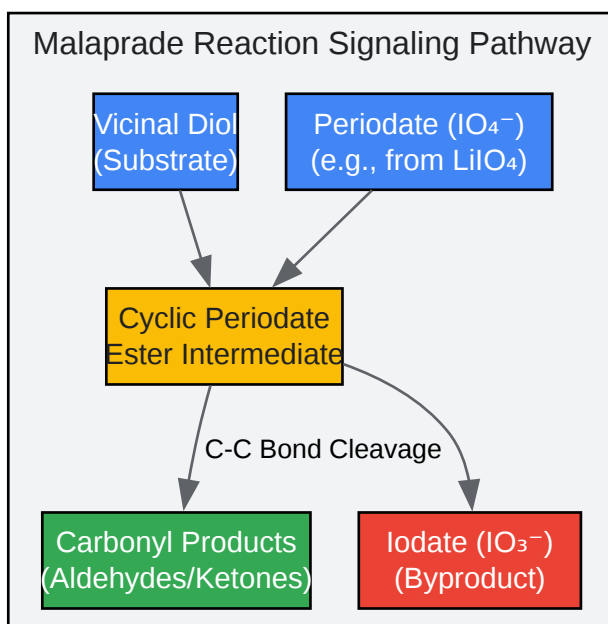 Malaprade Reaction Signaling Pathway
Vicinal Diol
(Substrate)
Periodate (IO₄⁻)
(e.g., from LiIO₄)
Cyclic Periodate
Ester Intermediate
C-C Bond Cleavage
Carbonyl Products
(Aldehydes/Ketones)
Iodate (IO₃⁻)
(Byproduct)